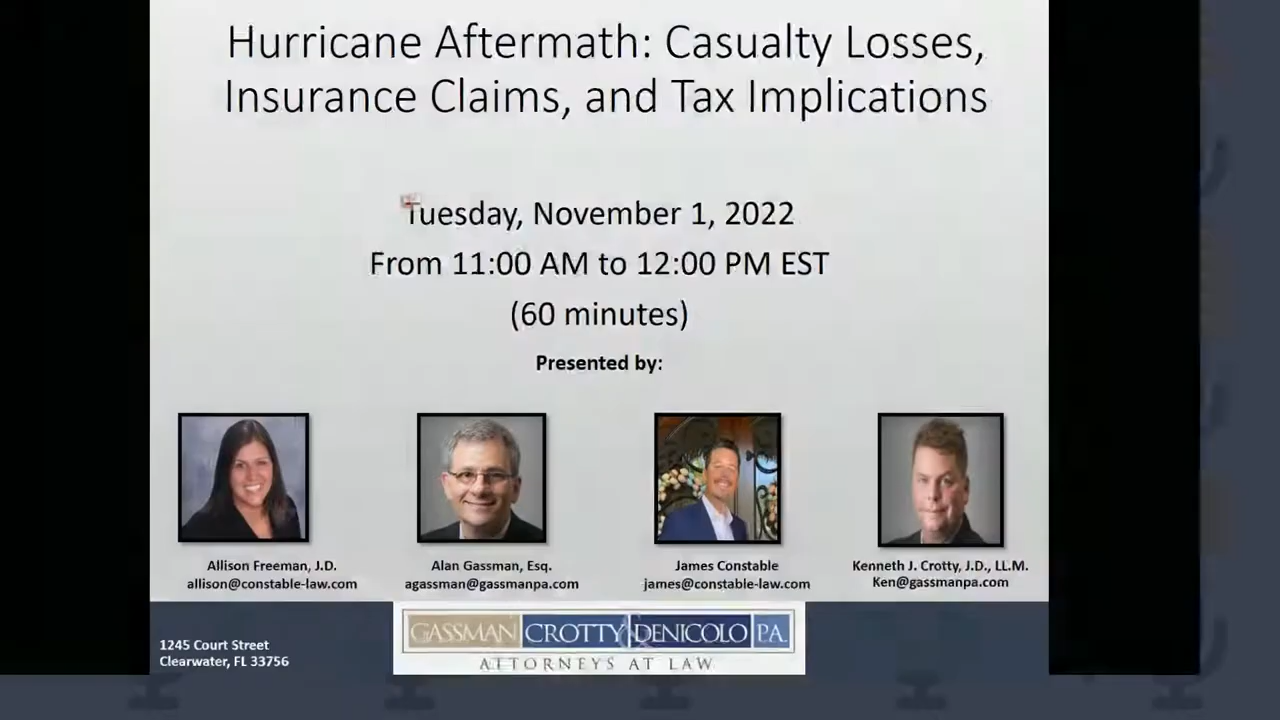 Hurricane Aftermath: Casualty Losses,
Insurance Claims, and Tax Implications
Tuesday, November 1, 2022
From 11:00 AM to 12:00 PM EST
(60 minutes)
Presented by:
Allison Freeman, J.D.
allison@constable-law.com
Alan Gassman, Esq.
agassman@gassmanpa.com
James Constable
james@constable-law.com
Kenneth J. Crotty, J.D., LL.M.
Ken@gassmanpa.com
1245 Court Street
Clearwater, FL 33756
GASSMAN CROTTY & DENICOLO P.A.
ATTORNEYS AT LAW